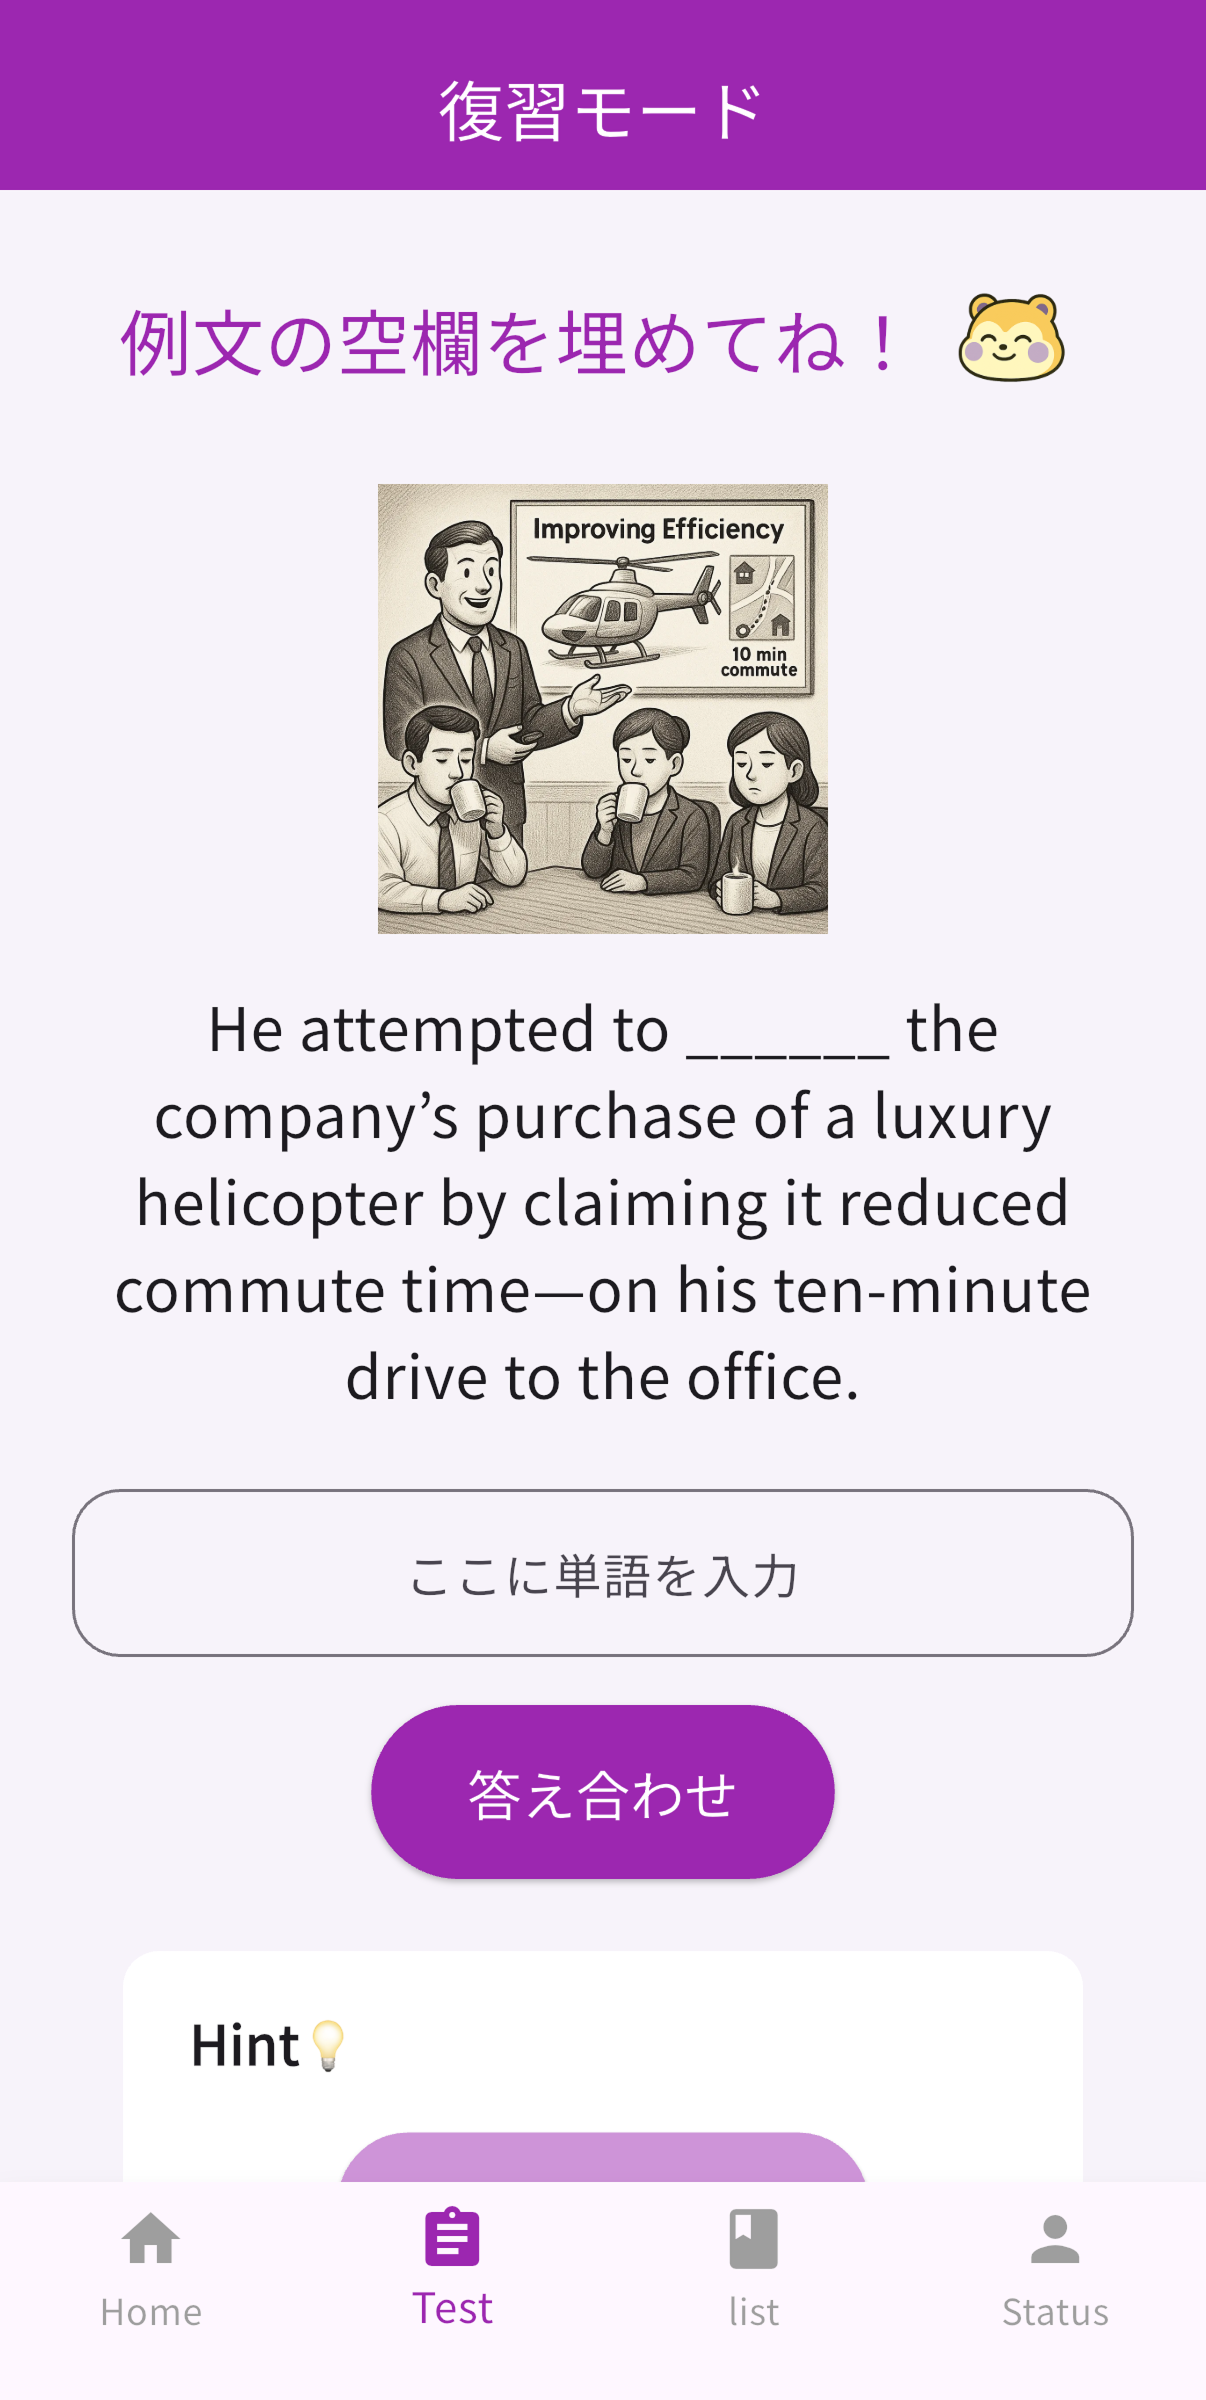 復習モード
例文の空欄を埋めてね！
Improving Efficiency
10 min
commute
He attempted to ______ the
company’s purchase of a luxury
helicopter by claiming it reduced
commute time—on his ten-minute
drive to the office.
ここに単語を入力
答え合わせ
Hint💡
Home
Test
list
Status